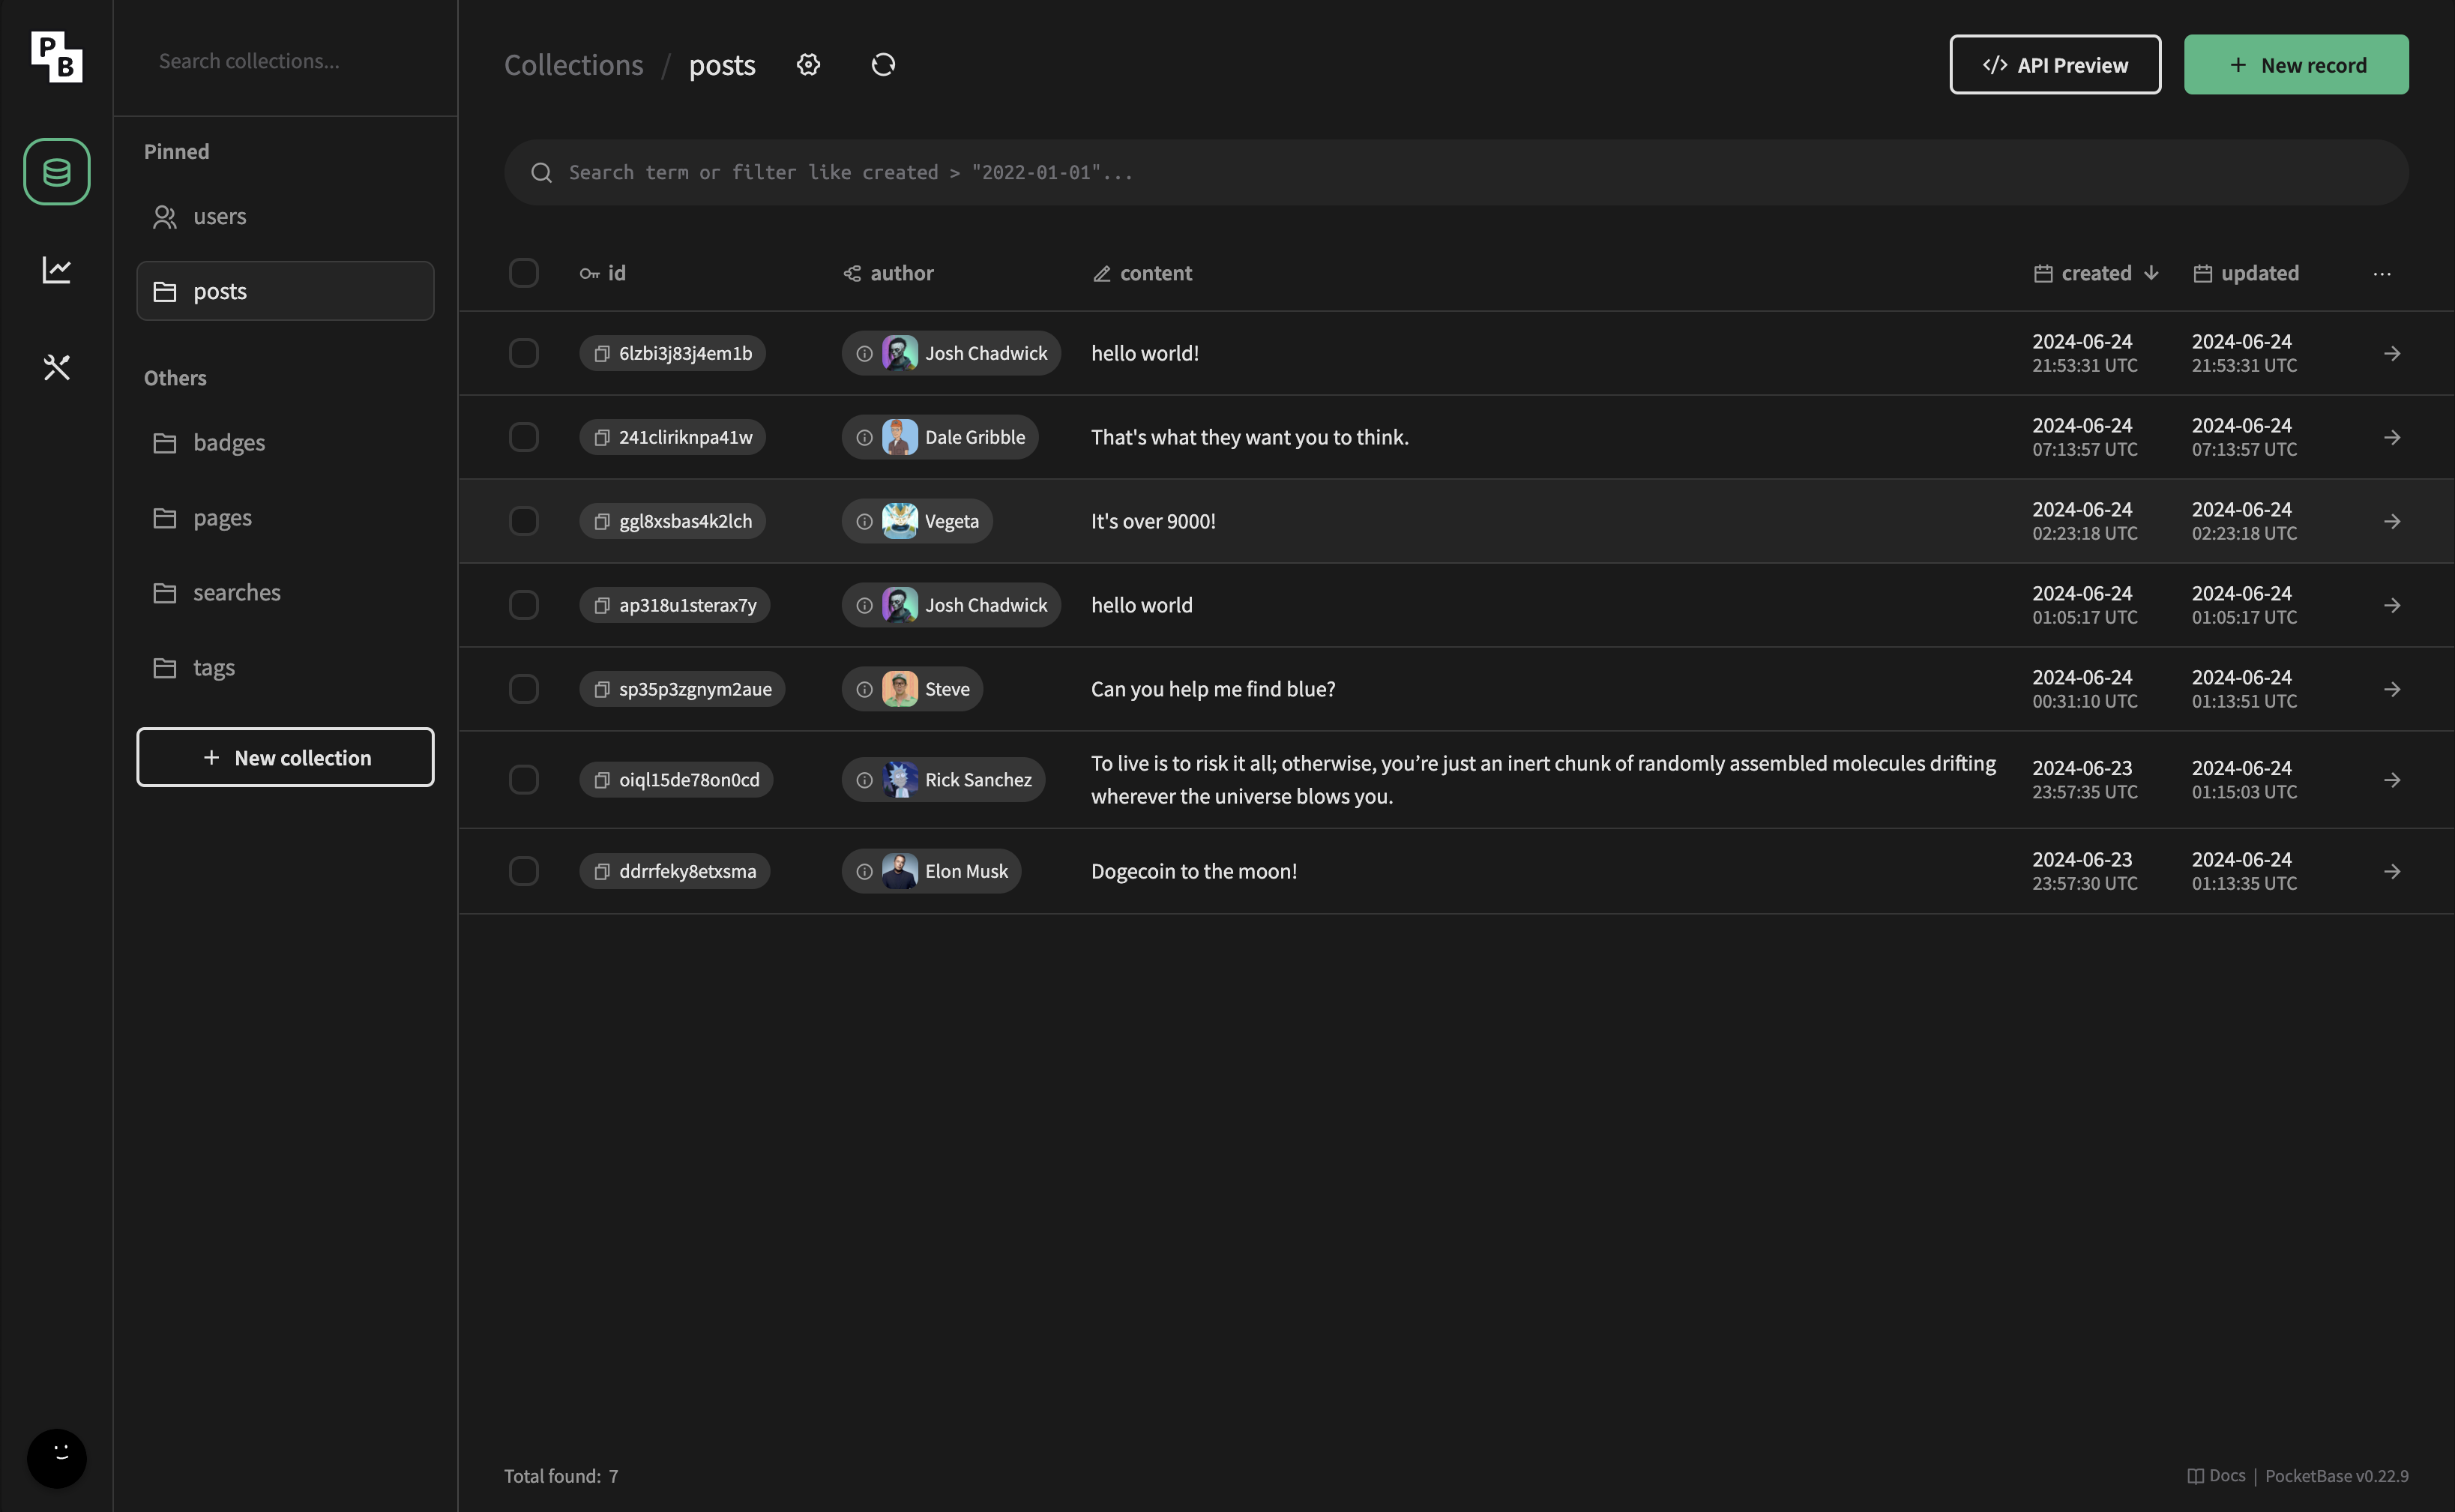 P
B
Search collections...
Pinned
users
posts
Others
badges
pages
searches
tags
+ New collection
Collections / posts
</> API Preview
+ New record
Search term or filter like created > "2022-01-01"...
id author content created updated
6lzbi3j83j4em1b Josh Chadwick hello world! 2024-06-24 2024-06-24
21:53:31 UTC 21:53:31 UTC
241cliriknpa41w Dale Gribble That's what they want you to think. 2024-06-24 2024-06-24
07:13:57 UTC 07:13:57 UTC
ggl8xsbas4k2lch Vegeta It's over 9000! 2024-06-24 2024-06-24
02:23:18 UTC 02:23:18 UTC
ap318u1sterax7y Josh Chadwick hello world 2024-06-24 2024-06-24
01:05:17 UTC 01:05:17 UTC
sp35p3zgnym2aue Steve Can you help me find blue? 2024-06-24 2024-06-24
00:31:10 UTC 01:13:51 UTC
oiql15de78on0cd Rick Sanchez To live is to risk it all; otherwise, you’re just an inert chunk of randomly assembled molecules drifting 2024-06-23 2024-06-24
wherever the universe blows you. 23:57:35 UTC 01:15:03 UTC
ddrrfeky8etxsma Elon Musk Dogecoin to the moon! 2024-06-23 2024-06-24
23:57:30 UTC 01:13:35 UTC
Total found: 7
Docs | PocketBase v0.22.9